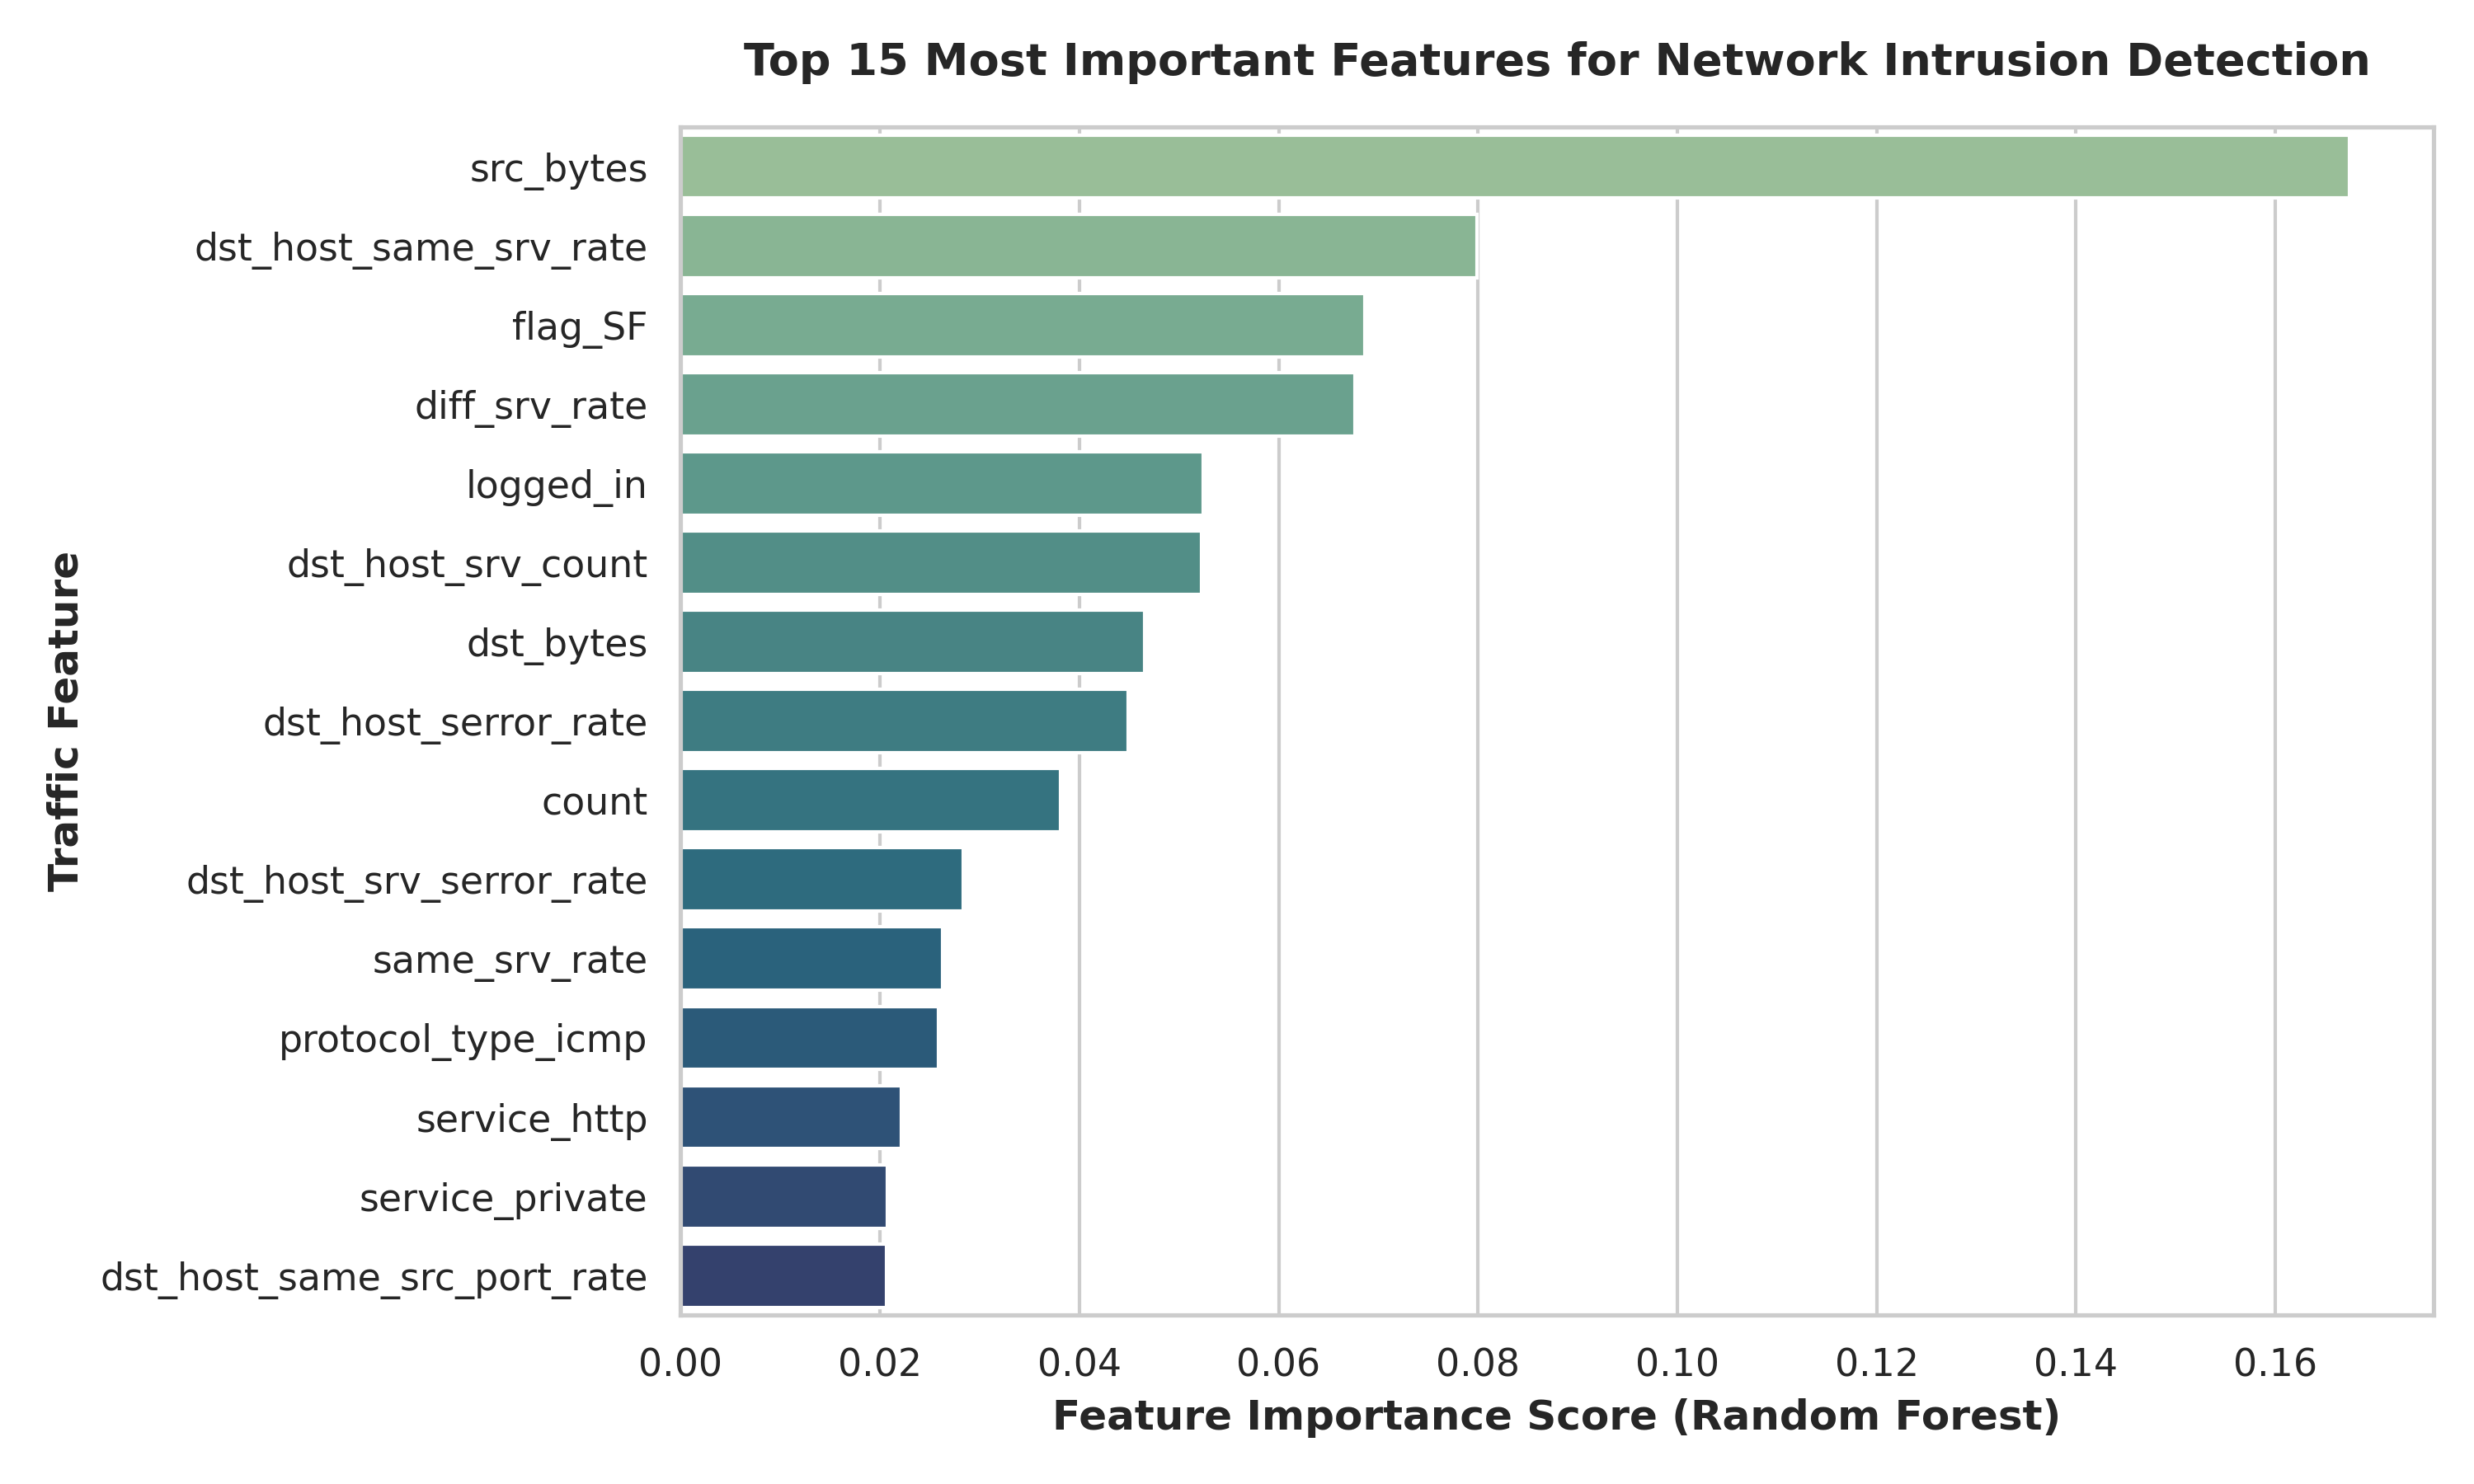 Top 15 Most Important Features for Network Intrusion Detection
Traffic Feature
src_bytes
dst_host_same_srv_rate
flag_SF
diff_srv_rate
logged_in
dst_host_srv_count
dst_bytes
dst_host_serror_rate
count
dst_host_srv_serror_rate
same_srv_rate
protocol_type_icmp
service_http
service_private
dst_host_same_src_port_rate
0.00 0.02 0.04 0.06 0.08 0.10 0.12 0.14 0.16
Feature Importance Score (Random Forest)